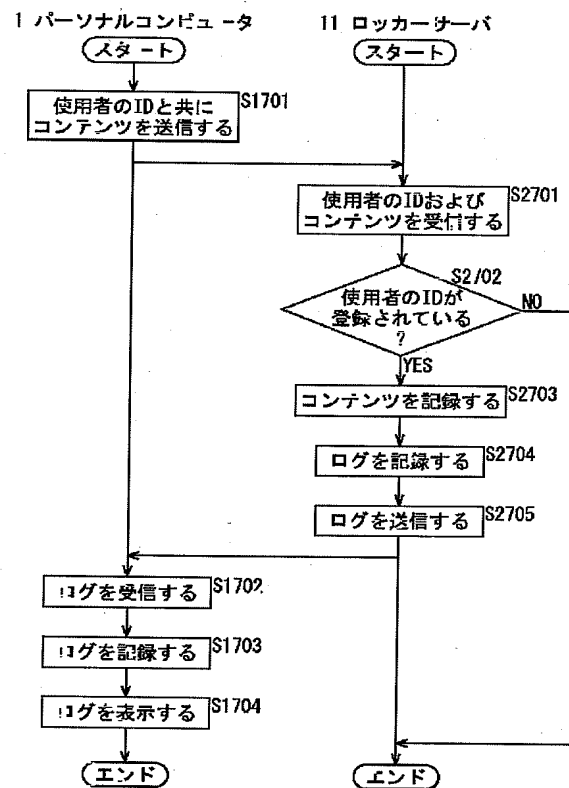 1 パーソナルコンピュータ
スタート
使用者のIDと共に
コンテンツを送信する
S1701
11 ロッカーサーバ
スタート
使用者のIDおよび
コンテンツを受信する
S2701
S2702
使用者のIDが
登録されている
?
NO
YES
コンテンツを記録する
S2703
ログを記録する
S2704
ログを送信する
S2705
ログを受信する
S1702
ログを記録する
S1703
ログを表示する
S1704
エンド
エンド